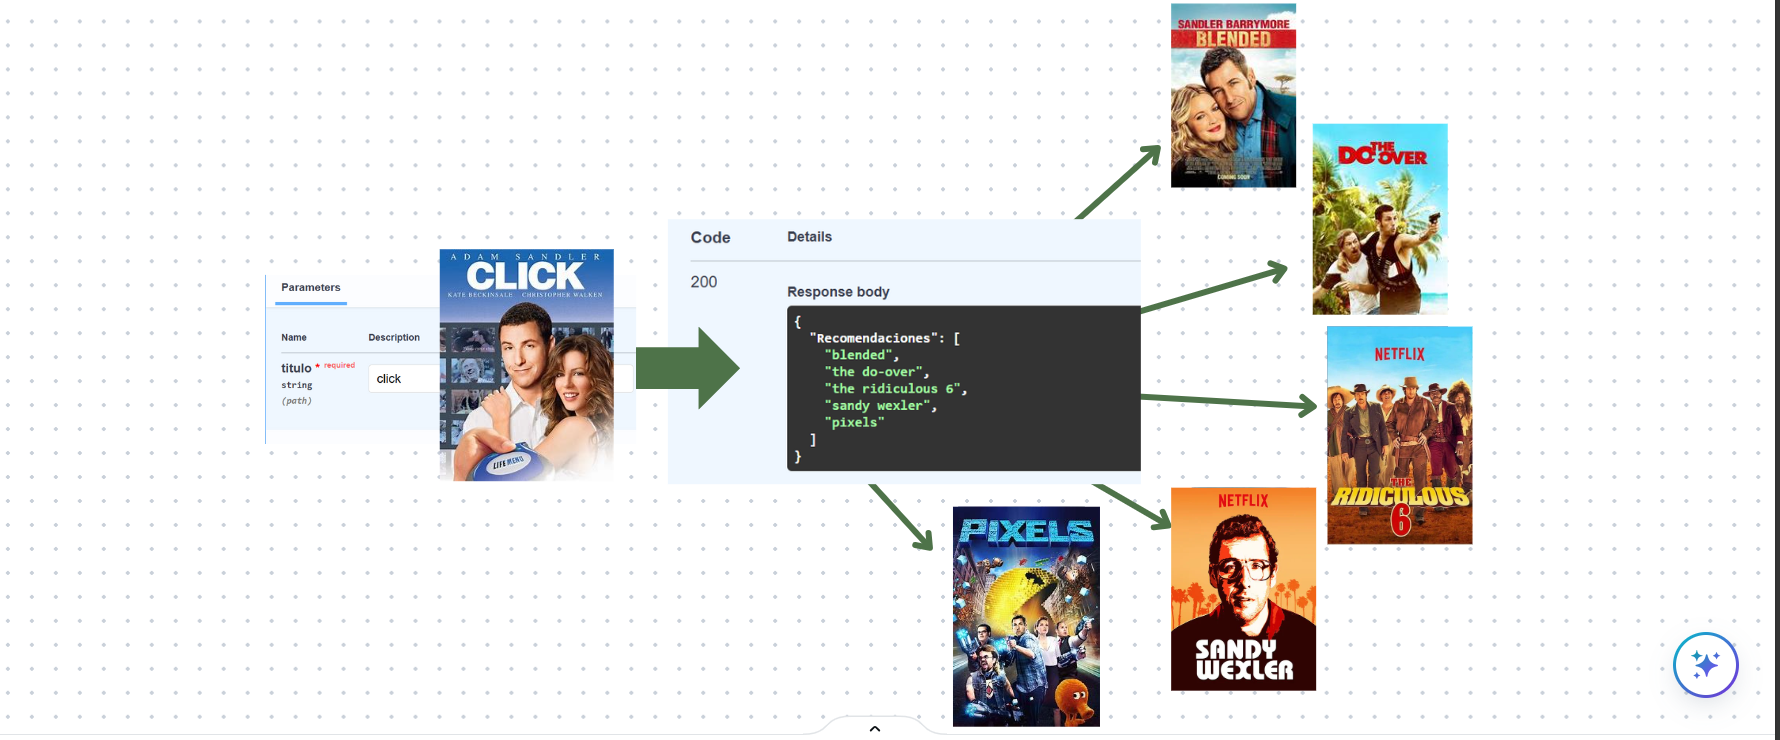 Parameters
Name Description
titulo * required
string
(path)
click
ADAM SANDLER
CLICK
KATE BECKINSALE CHRISTOPHER WALKEN
LIFE MENU
Code Details
200
Response body
{
"Recomendaciones": [
"blended",
"the do-over",
"the ridiculous 6",
"sandy wexler",
"pixels"
]
}
SANDLER BARRYMORE
BLENDED
COMING SOON
THE
DO-OVER
NETFLIX
THE
RIDICULOUS
6
NETFLIX
SANDY
WEXLER
PIXELS